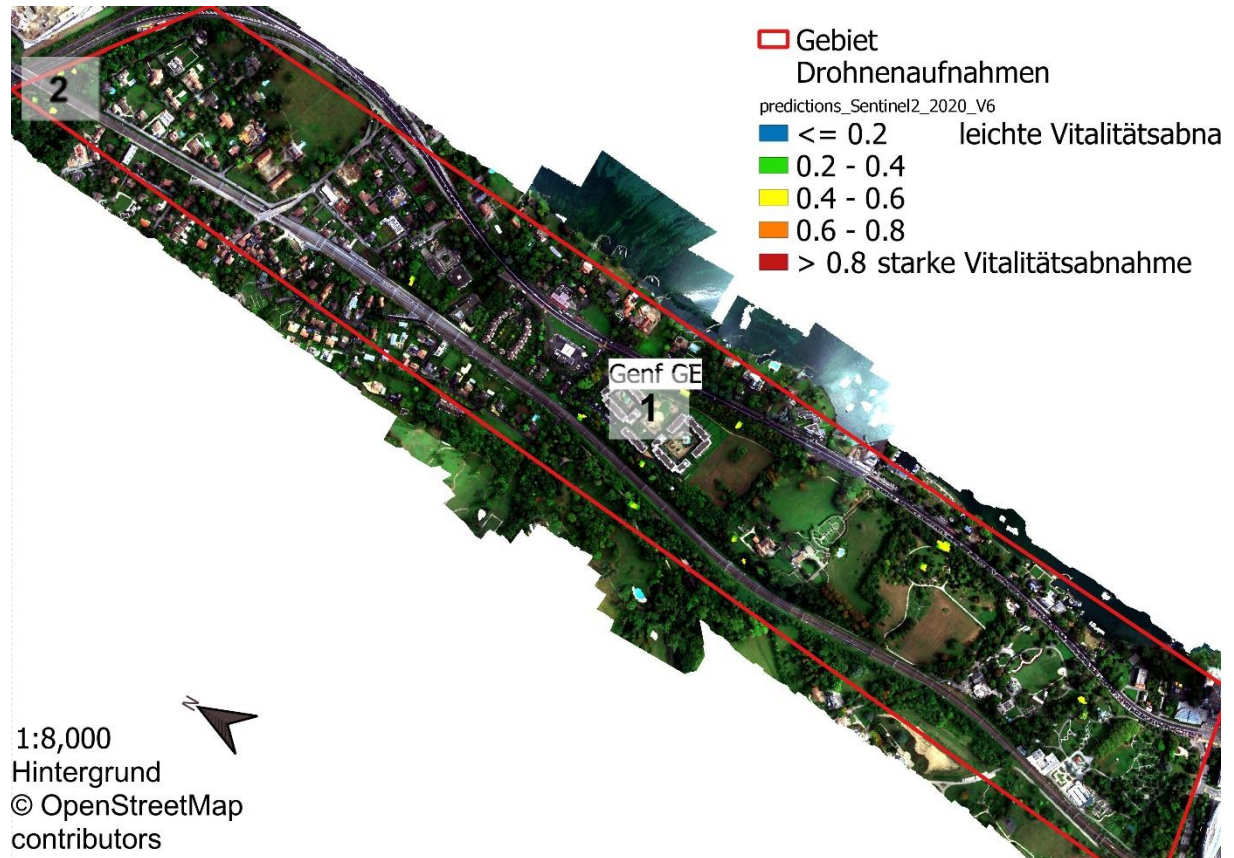 Gebiet
Drohnenaufnahmen
predictions_Sentinel2_2020_V6
<= 0.2 leichte Vitalitätsabna
0.2 - 0.4
0.4 - 0.6
0.6 - 0.8
> 0.8 starke Vitalitätsabnahme
2
Genf GE
1
N
1:8,000
Hintergrund
© OpenStreetMap
contributors